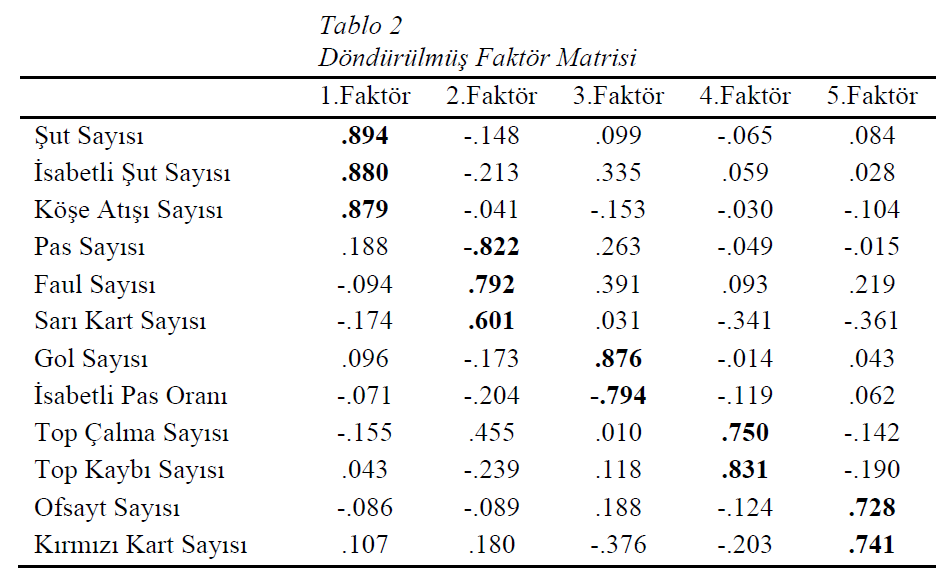 Tablo 2
Döndürülmüş Faktör Matrisi
1.Faktör 2.Faktör 3.Faktör 4.Faktör 5.Faktör
Şut Sayısı .894 -.148 .099 -.065 .084
İsabetli Şut Sayısı .880 -.213 .335 .059 .028
Köşe Atışı Sayısı .879 -.041 -.153 -.030 -.104
Pas Sayısı .188 -.822 .263 -.049 -.015
Faul Sayısı -.094 .792 .391 .093 .219
Sarı Kart Sayısı -.174 .601 .031 -.341 -.361
Gol Sayısı .096 -.173 .876 -.014 .043
İsabetli Pas Oranı -.071 -.204 -.794 -.119 .062
Top Çalma Sayısı -.155 .455 .010 .750 -.142
Top Kaybı Sayısı .043 -.239 .118 .831 -.190
Ofsayt Sayısı -.086 -.089 .188 -.124 .728
Kırmızı Kart Sayısı .107 .180 -.376 -.203 .741